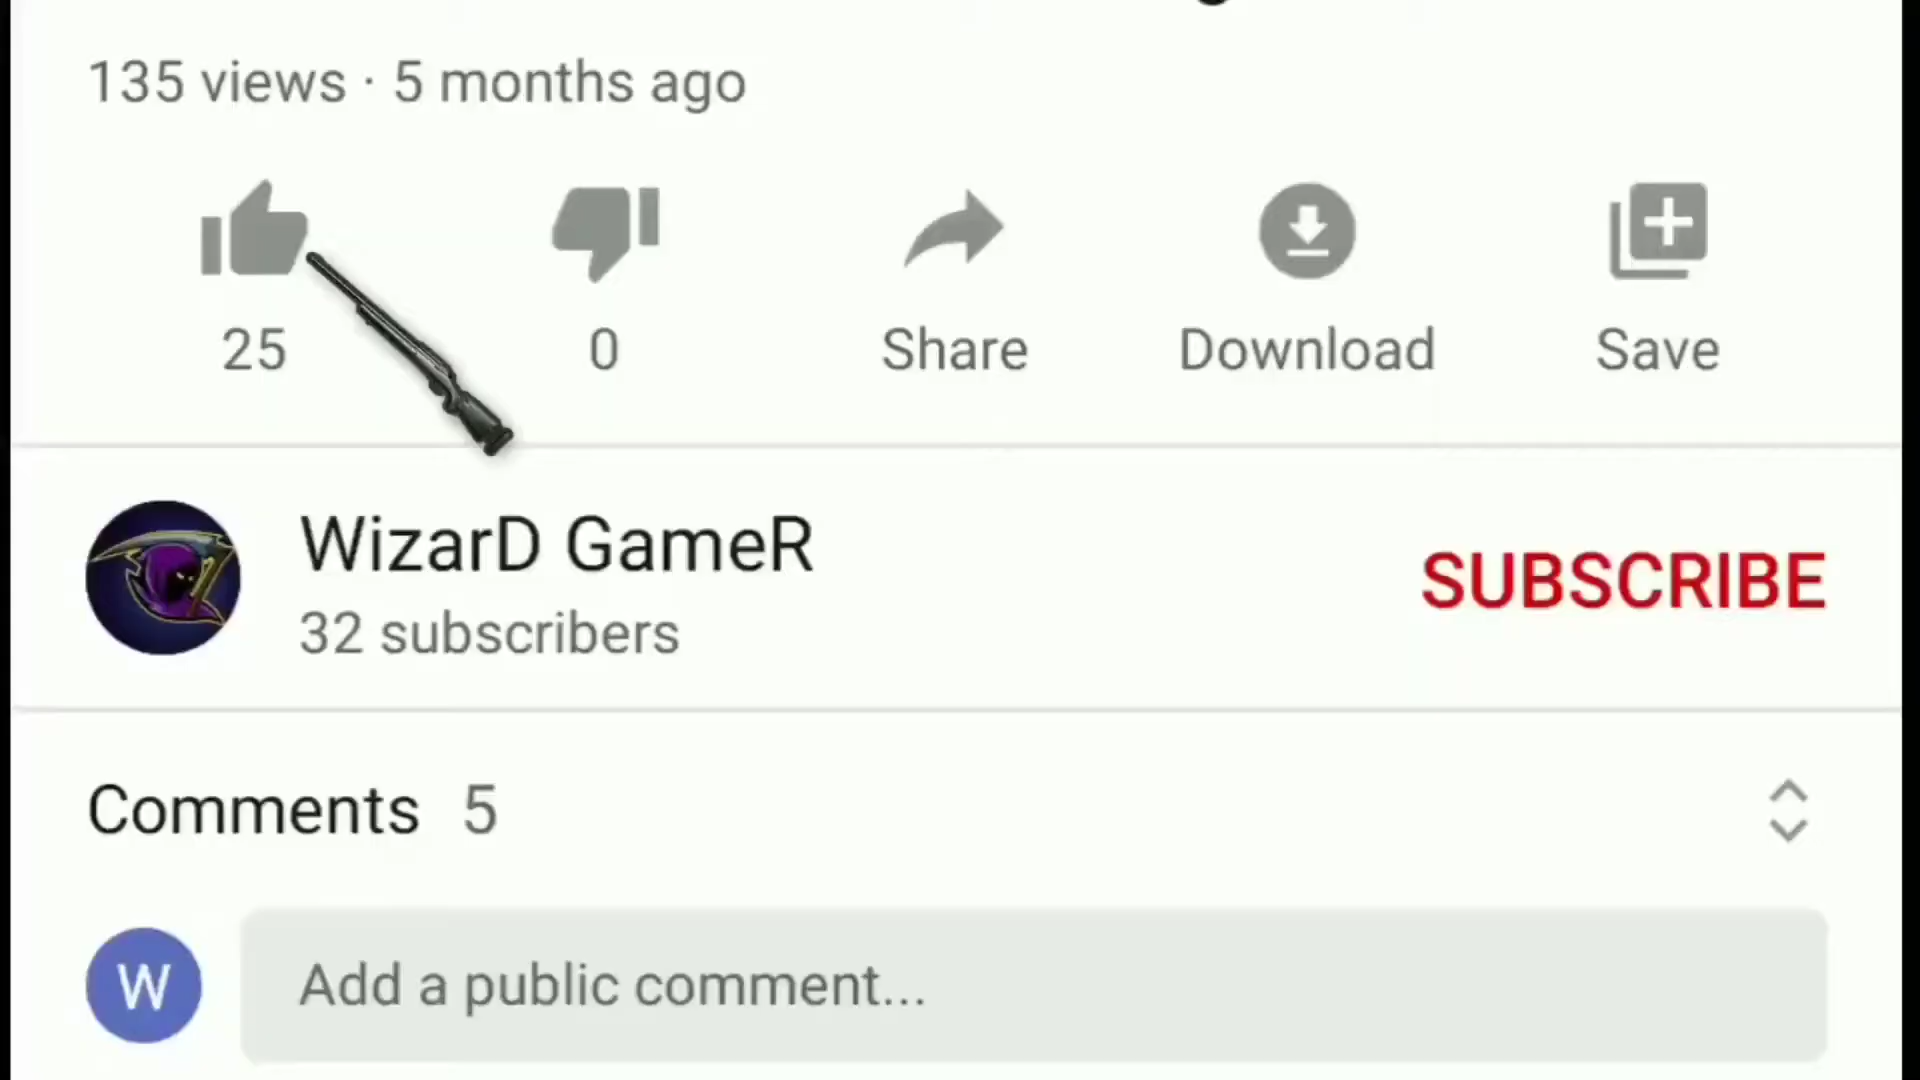 135 views · 5 months ago
25 0 Share Download Save
WizarD GameR
32 subscribers
SUBSCRIBE
Comments 5
W
Add a public comment...